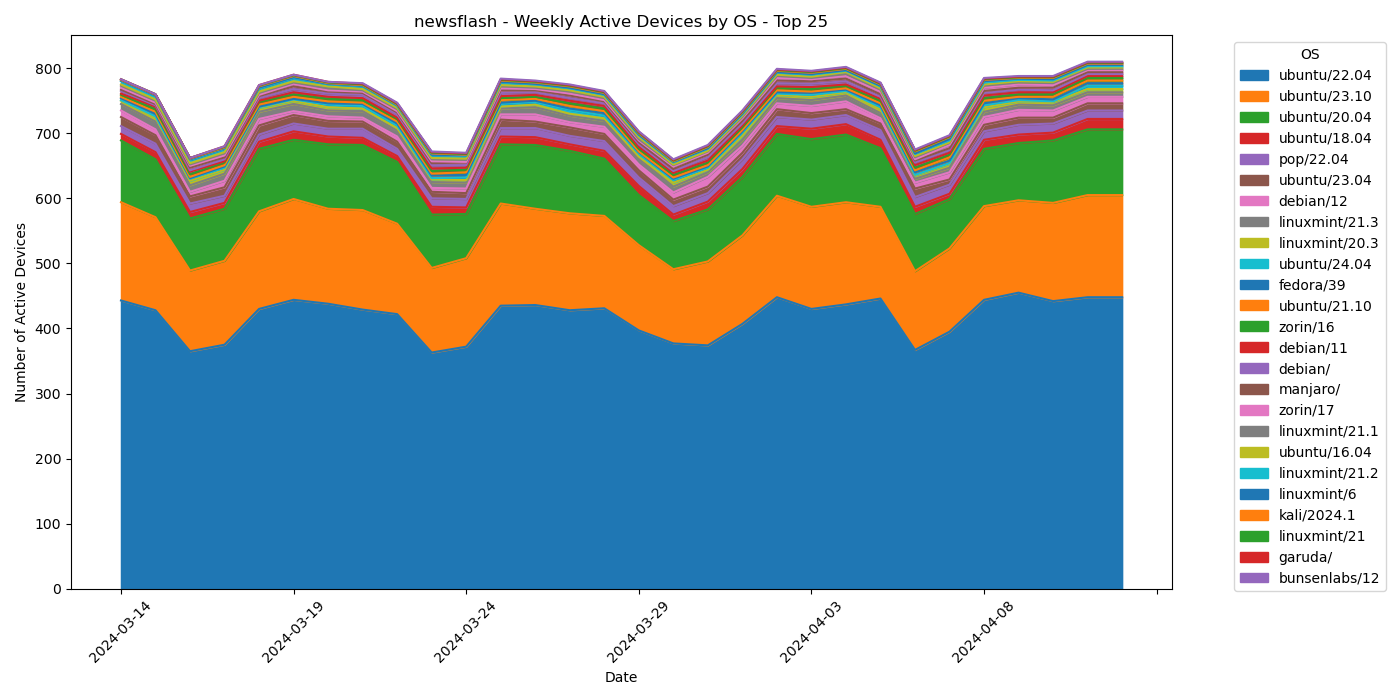 newsflash - Weekly Active Devices by OS - Top 25
Number of Active Devices
800
700
600
500
400
300
200
100
0
2024-03-14
2024-03-19
2024-03-24
2024-03-29
2024-04-03
2024-04-08
Date
OS
ubuntu/22.04
ubuntu/23.10
ubuntu/20.04
ubuntu/18.04
pop/22.04
ubuntu/23.04
debian/12
linuxmint/21.3
linuxmint/20.3
ubuntu/24.04
fedora/39
ubuntu/21.10
zorin/16
debian/11
debian/
manjaro/
zorin/17
linuxmint/21.1
ubuntu/16.04
linuxmint/21.2
linuxmint/6
kali/2024.1
linuxmint/21
garuda/
bunsenlabs/12